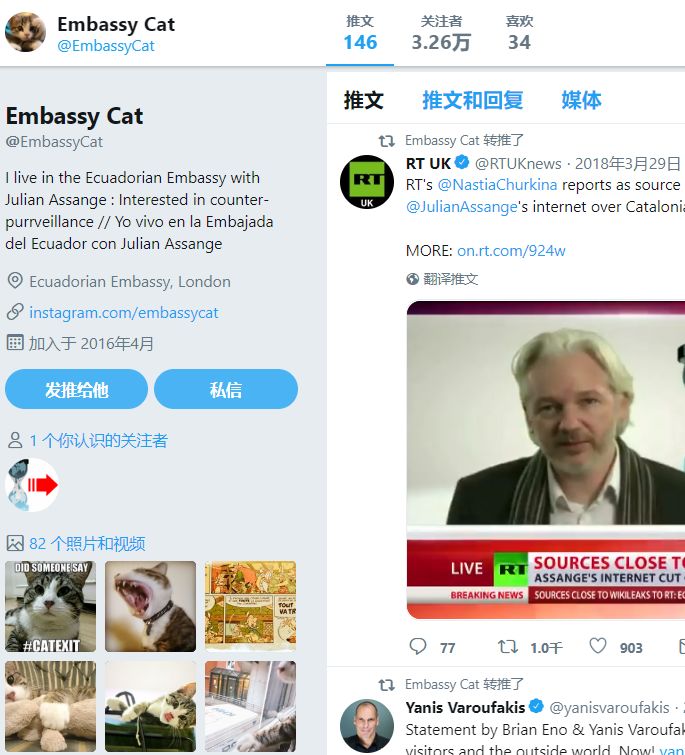 Embassy Cat
@EmbassyCat
推文
146
关注者
3.26万
喜欢
34
Embassy Cat
@EmbassyCat
I live in the Ecuadorian Embassy with
Julian Assange : Interested in counter-
purrveillance // Yo vivo en la Embajada
del Ecuador con Julian Assange
Ecuadorian Embassy, London
instagram.com/embassycat
加入于 2016年4月
发推给他
私信
1 个你认识的关注者
82 个照片和视频
DID SOMEONE SAY
#CATEXIT
TOUT
推文 推文和回复 媒体
Embassy Cat 转推了
RT UK @RTUKnews · 2018年3月29日
RT's @NastiaChurkina reports as source
@JulianAssange's internet over Catalonia
MORE: on.rt.com/924w
翻译推文
RT
UK
LIVE RT SOURCES CLOSE TO
ASSANGE'S INTERNET CUT
BREAKING NEWS SOURCES CLOSE TO WIKILEAKS TO RT:
77 1.0千 903
Embassy Cat 转推了
Yanis Varoufakis @yanisvaroufakis ·
Statement by Brian Eno & Yanis Varoufak
visitors and the outside world. Now! yan